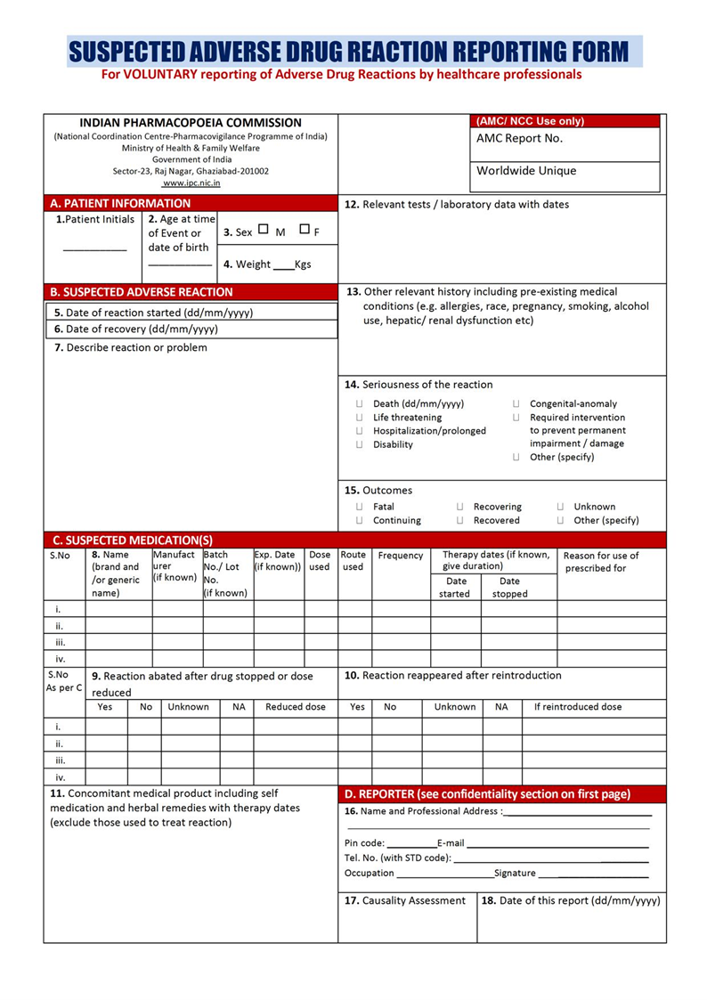 SUSPECTED ADVERSE DRUG REACTION REPORTING FORM
For VOLUNTARY reporting of Adverse Drug Reactions by healthcare professionals
INDIAN PHARMACOPOEIA COMMISSION
(National Coordination Centre-Pharmacovigilance Programme of India)
Ministry of Health & Family Welfare
Government of India
Sector-23, Raj Nagar, Ghaziabad-201002
www.ipc.nic.in
(AMC/ NCC Use only)
AMC Report No.
Worldwide Unique
A. PATIENT INFORMATION
1.Patient Initials
___________
2. Age at time
of Event or
date of birth
___________
3. Sex M F
4. Weight ____Kgs
12. Relevant tests / laboratory data with dates
B. SUSPECTED ADVERSE REACTION
5. Date of reaction started (dd/mm/yyyy)
6. Date of recovery (dd/mm/yyyy)
7. Describe reaction or problem
13. Other relevant history including pre-existing medical
conditions (e.g. allergies, race, pregnancy, smoking, alcohol
use, hepatic/ renal dysfunction etc)
14. Seriousness of the reaction
Death (dd/mm/yyyy)
Life threatening
Hospitalization/prolonged
Disability
Congenital-anomaly
Required intervention
to prevent permanent
impairment / damage
Other (specify)
15. Outcomes
Fatal Recovering Unknown
Continuing Recovered Other (specify)
C. SUSPECTED MEDICATION(S)
S.No
8. Name
(brand and
/or generic
name)
Manufact
urer
(if known)
Batch
No./ Lot
No.
(if known)
Exp. Date
(if known))
Dose
used
Route
used
Frequency
Therapy dates (if known,
give duration)
Date
started
Date
stopped
Reason for use of
prescribed for
i.
ii.
iii.
iv.
S.No
As per C
9. Reaction abated after drug stopped or dose
reduced
10. Reaction reappeared after reintroduction
Yes No Unknown NA Reduced dose Yes No Unknown NA If reintroduced dose
i.
ii.
iii.
iv.
11. Concomitant medical product including self
medication and herbal remedies with therapy dates
(exclude those used to treat reaction)
D. REPORTER (see confidentiality section on first page)
16. Name and Professional Address :____________________________
Pin code: _________E-mail _________________________________
Tel. No. (with STD code): ___________________________________
Occupation __________________Signature ____________________
17. Causality Assessment
18. Date of this report (dd/mm/yyyy)